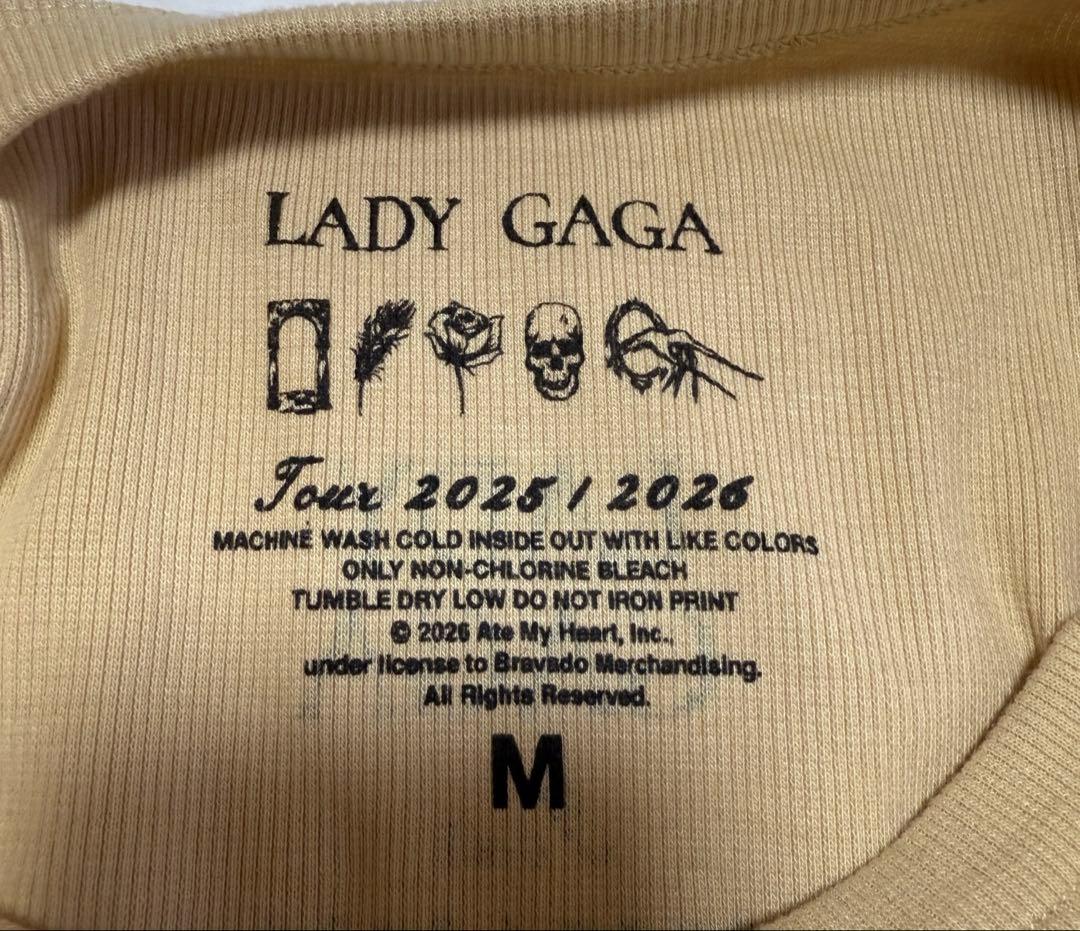 LADY GAGA
Tour 2025 / 2026
MACHINE WASH COLD INSIDE OUT WITH LIKE COLORS
ONLY NON-CHLORINE BLEACH
TUMBLE DRY LOW DO NOT IRON PRINT
© 2026 Ate My Heart, Inc.,
under license to Bravado Merchandising.
All Rights Reserved.
M